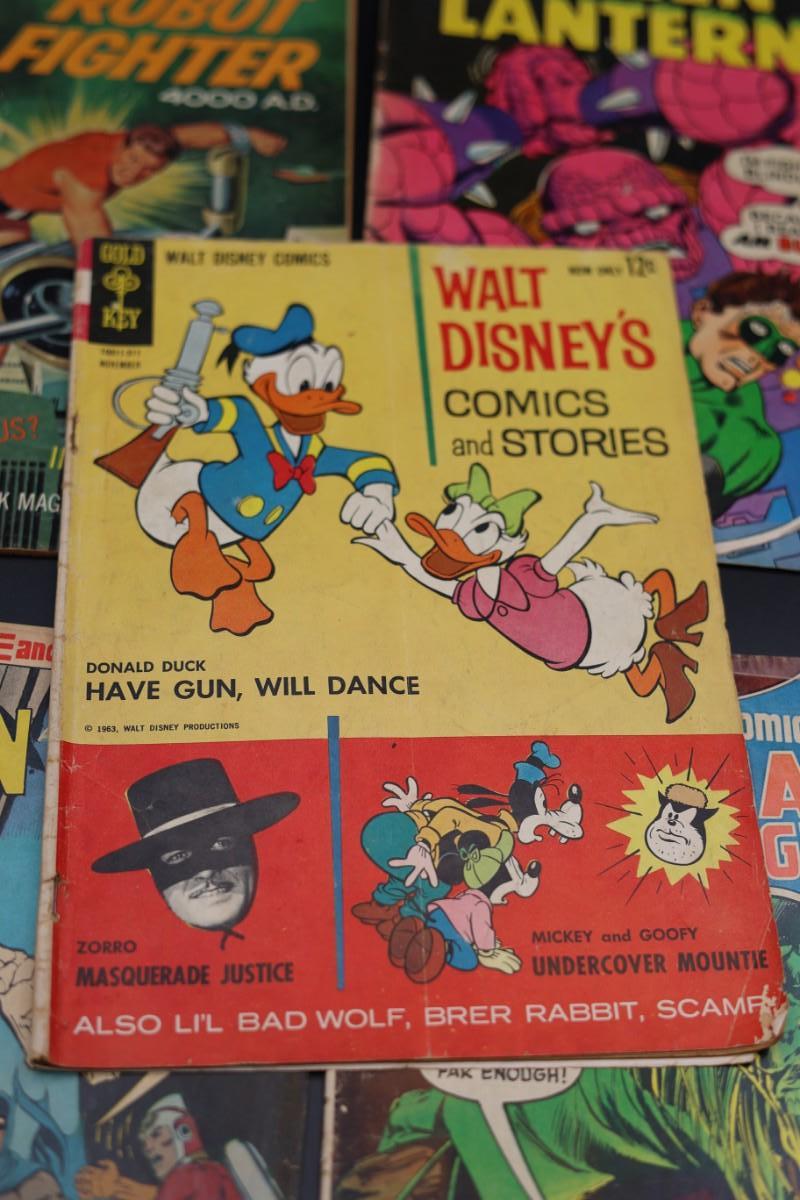 ROBOT
FIGHTER
4000 A.D.
LANTERN
GOLD
KEY
WALT DISNEY COMICS
NOVEMBER
NOW ONLY 12¢
WALT
DISNEY'S
COMICS
and STORIES
US?
K MAG
DONALD DUCK
HAVE GUN, WILL DANCE
© 1963, WALT DISNEY PRODUCTIONS
ZORRO
MASQUERADE JUSTICE
MICKEY and GOOFY
UNDERCOVER MOUNTIE
ALSO LI'L BAD WOLF, BRER RABBIT, SCAMP
FAR ENOUGH!